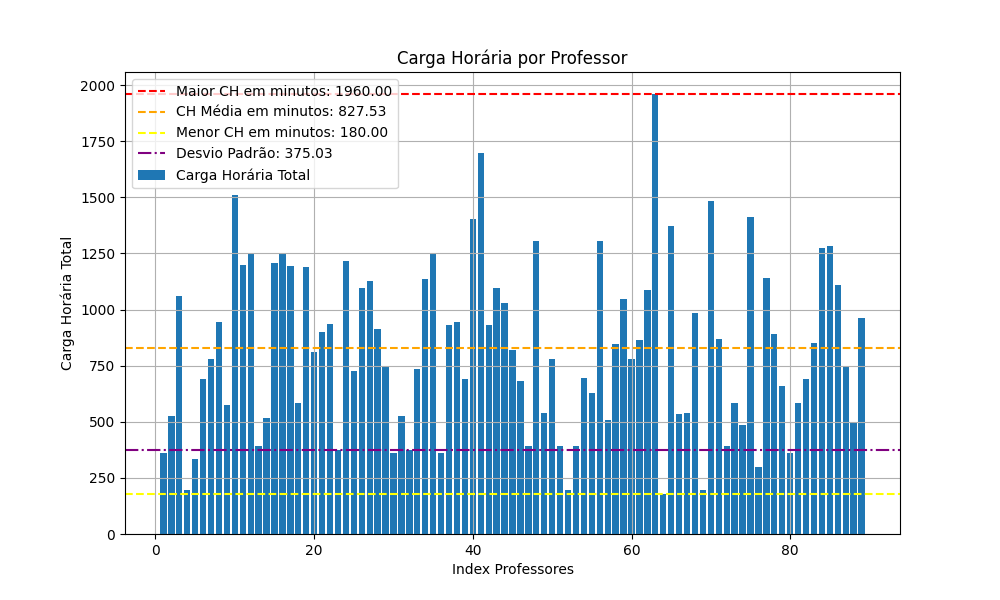 Carga Horária por Professor
Maior CH em minutos: 1960.00
CH Média em minutos: 827.53
Menor CH em minutos: 180.00
Desvio Padrão: 375.03
Carga Horária Total
Carga Horária Total
2000
1750
1500
1250
1000
750
500
250
0
0 20 40 60 80
Index Professores